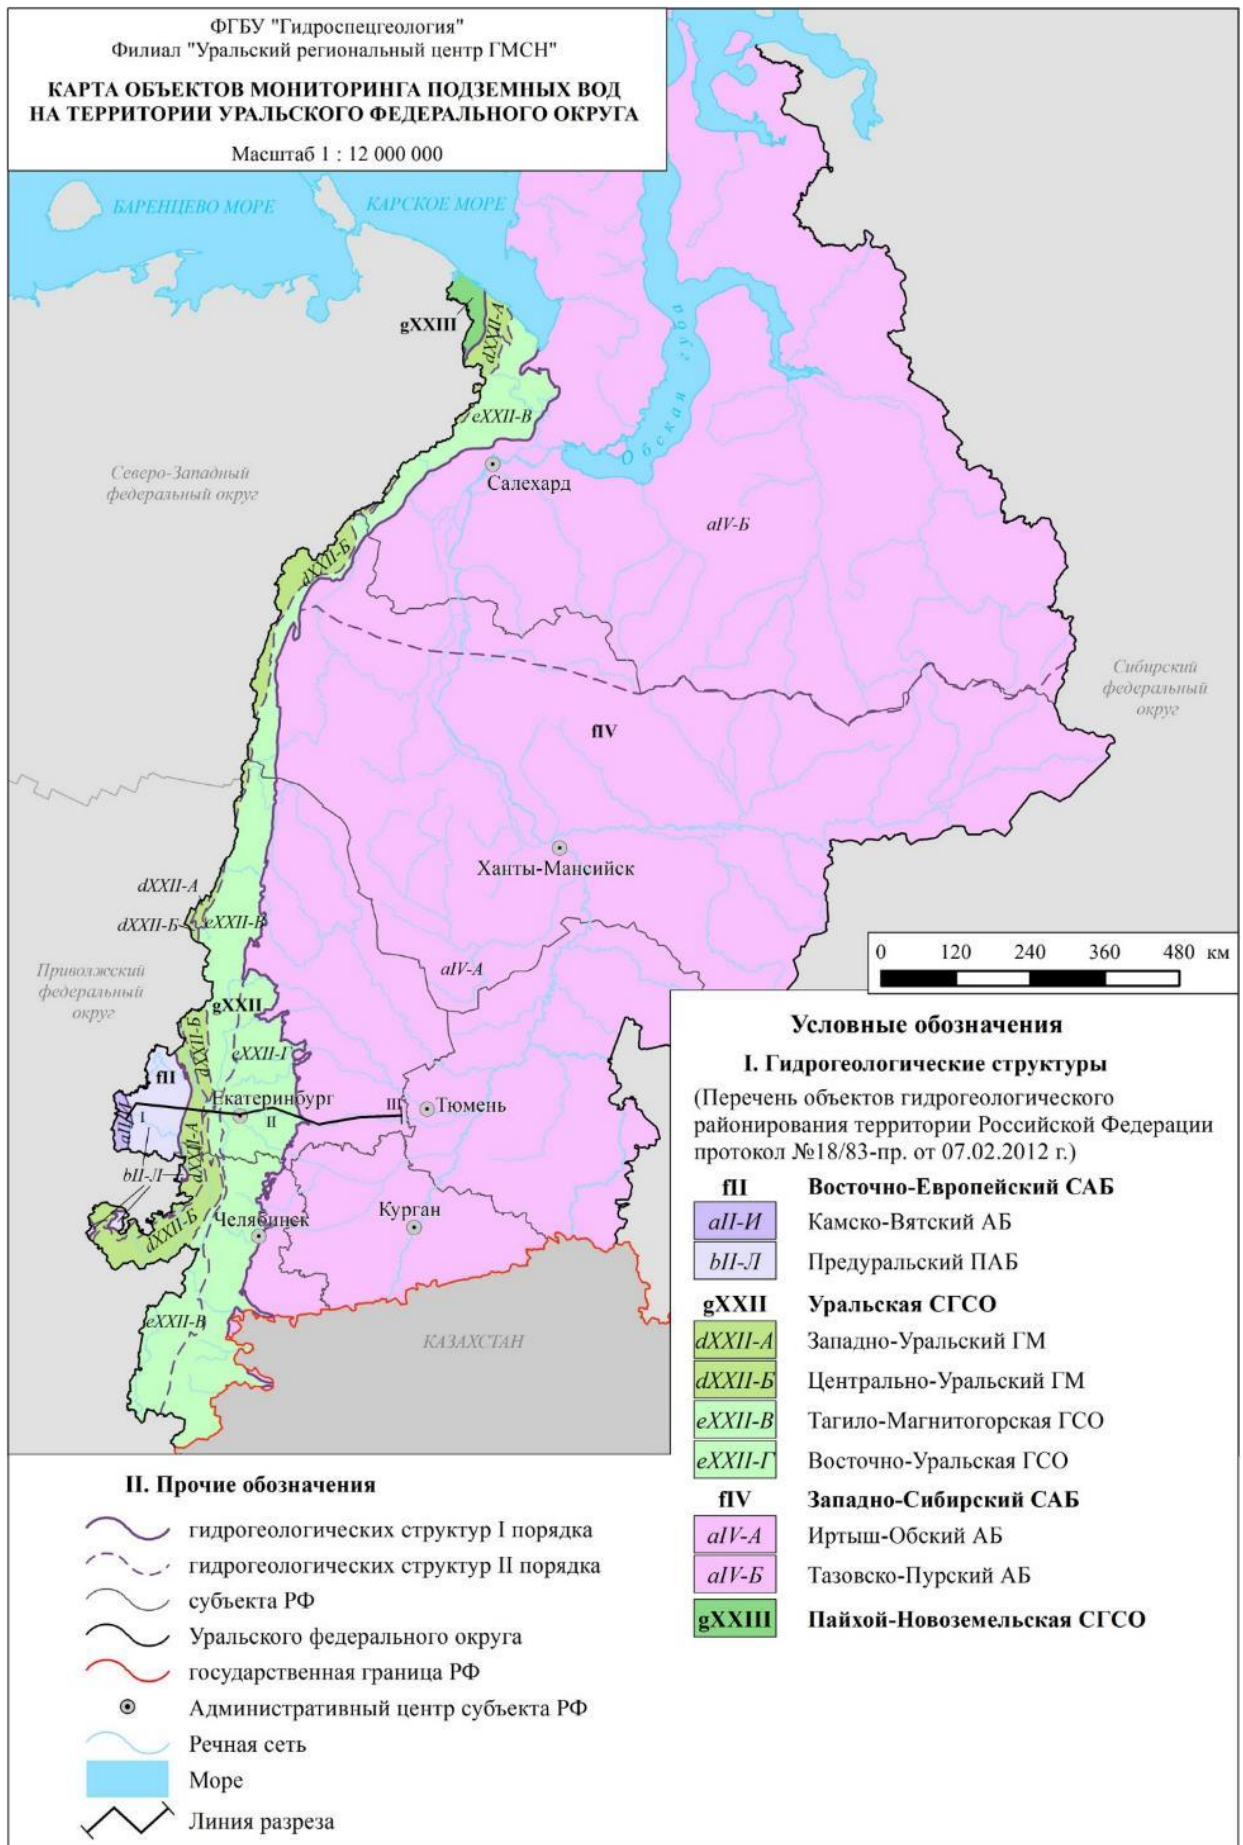 ФГБУ "Гидроспецгеология"
Филиал "Уральский региональный центр ГМСН"
КАРТА ОБЪЕКТОВ МОНИТОРИНГА ПОДЗЕМНЫХ ВОД
НА ТЕРРИТОРИИ УРАЛЬСКОГО ФЕДЕРАЛЬНОГО ОКРУГА
Масштаб 1 : 12 000 000
БАРЕНЦЕВО МОРЕ
КАРСКОЕ МОРЕ
gXXIII
dXXII-А
Обская губа
eXXII-В
Северо-Западный
федеральный округ
Салехард
aIV-Б
dXXII-Б
Сибирский
федеральный
округ
fIV
Ханты-Мансийск
dXXII-А
dXXII-Б
eXXII-В
aIV-А
Приволжский
федеральный
округ
0 120 240 360 480 км
gXXII
dXXII-Б
eXXII-Г
fII
Екатеринбург
III
Тюмень
I
II
aII-И
dXXII-А
bII-Л
dXXII-Б
Челябинск
Курган
eXXII-В
КАЗАХСТАН
Условные обозначения
I. Гидрогеологические структуры
(Перечень объектов гидрогеологического
районирования территории Российской Федерации
протокол №18/83-пр. от 07.02.2012 г.)
fII Восточно-Европейский САБ
aII-И Камско-Вятский АБ
bII-Л Предуральский ПАБ
gXXII Уральская СГСО
dXXII-А Западно-Уральский ГМ
dXXII-Б Центрально-Уральский ГМ
eXXII-В Тагило-Магнитогорская ГСО
eXXII-Г Восточно-Уральская ГСО
fIV Западно-Сибирский САБ
aIV-А Иртыш-Обский АБ
aIV-Б Тазовско-Пурский АБ
gXXIII Пайхой-Новоземельская СГСО
II. Прочие обозначения
гидрогеологических структур I порядка
гидрогеологических структур II порядка
субъекта РФ
Уральского федерального округа
государственная граница РФ
Административный центр субъекта РФ
Речная сеть
Море
Линия разреза